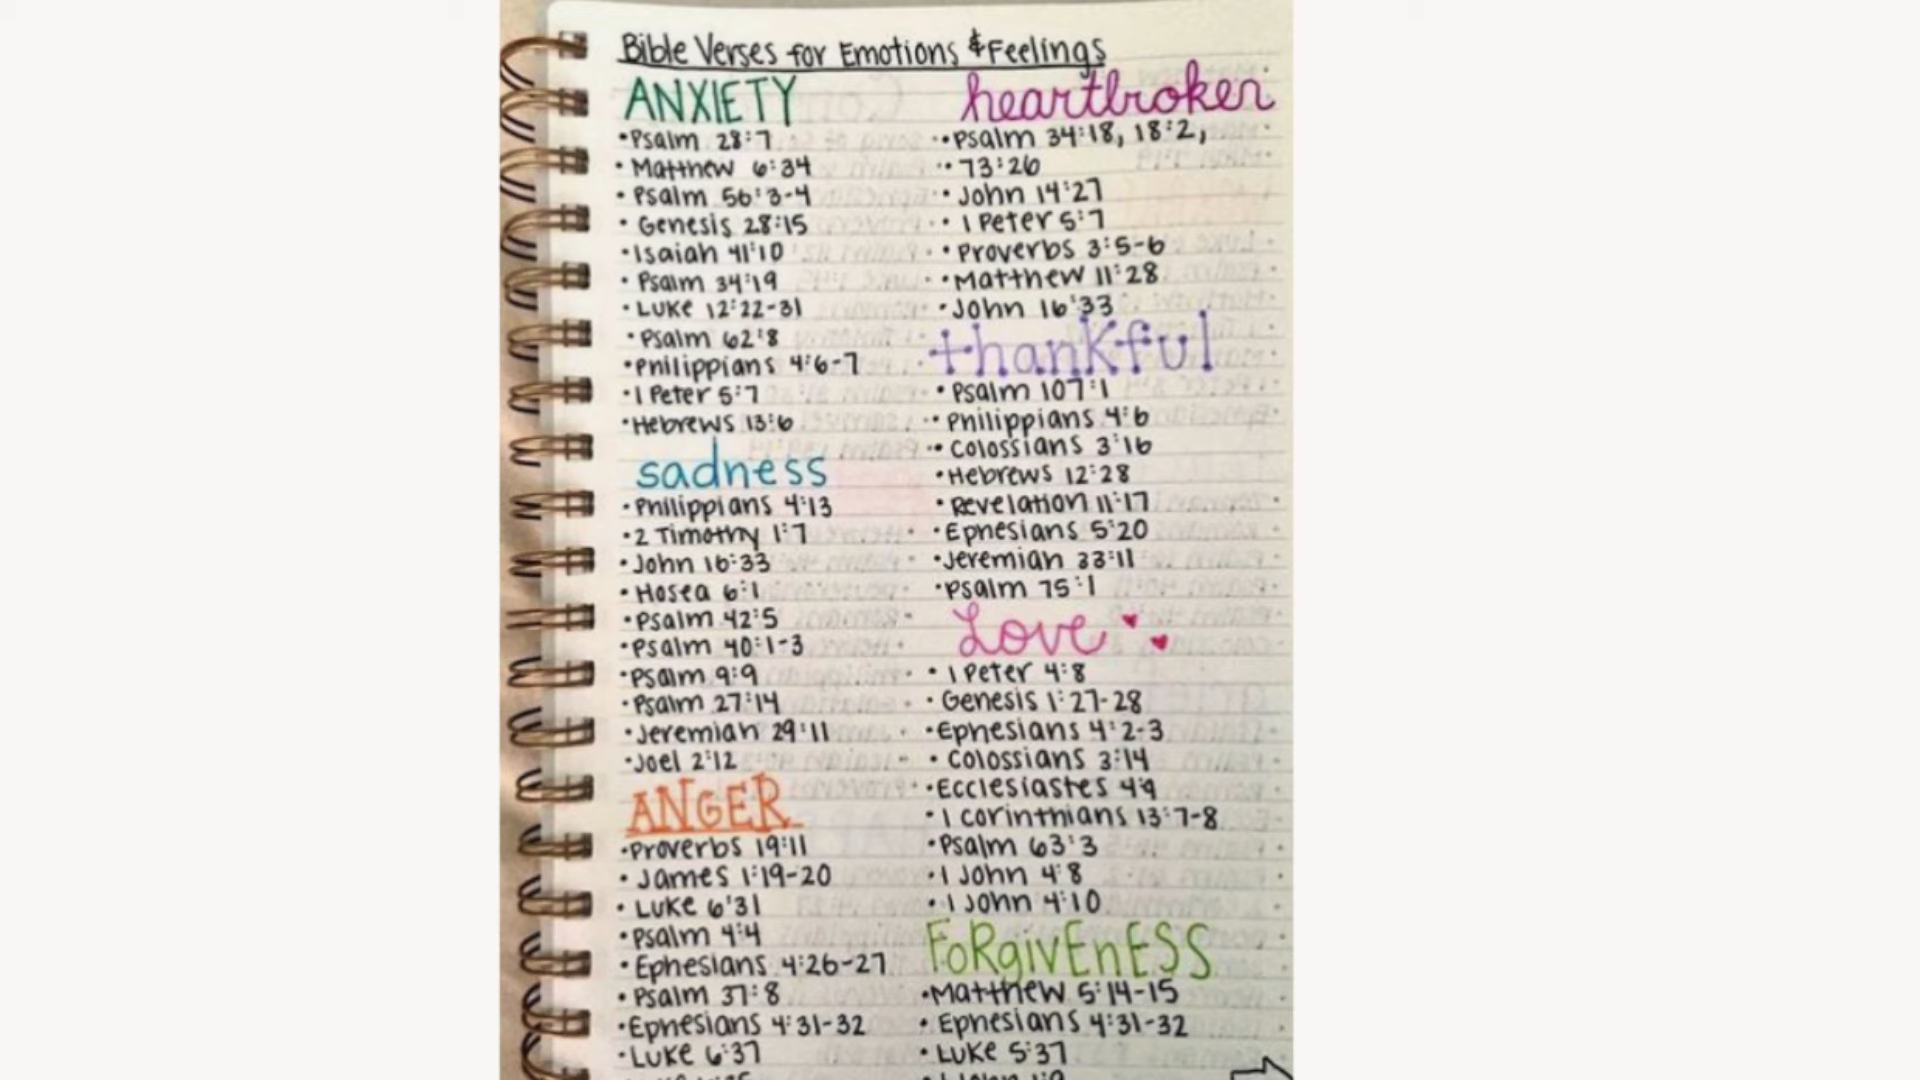 Bible Verses for Emotions & Feelings
ANXIETY
•Psalm 28:7
•Matthew 6:34
•Psalm 56:3-4
•Genesis 28:15
•Isaiah 41:10
•Psalm 34:19
•Luke 12:22-31
•Psalm 62:8
•Philippians 4:6-7
•1 Peter 5:7
•Hebrews 13:6
sadness
•Philippians 4:13
•2 Timothy 1:7
•John 16:33
•Hosea 6:1
•Psalm 42:5
•Psalm 40:1-3
•Psalm 9:9
•Psalm 27:14
•Jeremiah 29:11
•Joel 2:12
ANGER
•Proverbs 19:11
•James 1:19-20
•Luke 6:31
•Psalm 4:4
•Ephesians 4:26-27
•Psalm 37:8
•Ephesians 4:31-32
•Luke 6:37
heartbroken
•Psalm 34:18, 18:2,
•73:26
•John 14:27
•1 Peter 5:7
•Proverbs 3:5-6
•Matthew 11:28
•John 16:33
thankful
•Psalm 107:1
•Philippians 4:6
•Colossians 3:16
•Hebrews 12:28
•Revelation 11:17
•Ephesians 5:20
•Jeremiah 33:11
•Psalm 75:1
Love
•1 Peter 4:8
•Genesis 1:27-28
•Ephesians 4:2-3
•Colossians 3:14
•Ecclesiastes 4:9
•1 Corinthians 13:7-8
•Psalm 63:3
•1 John 4:8
•1 John 4:10
FoRgivEnESS
•Matthew 5:14-15
•Ephesians 4:31-32
•Luke 5:37